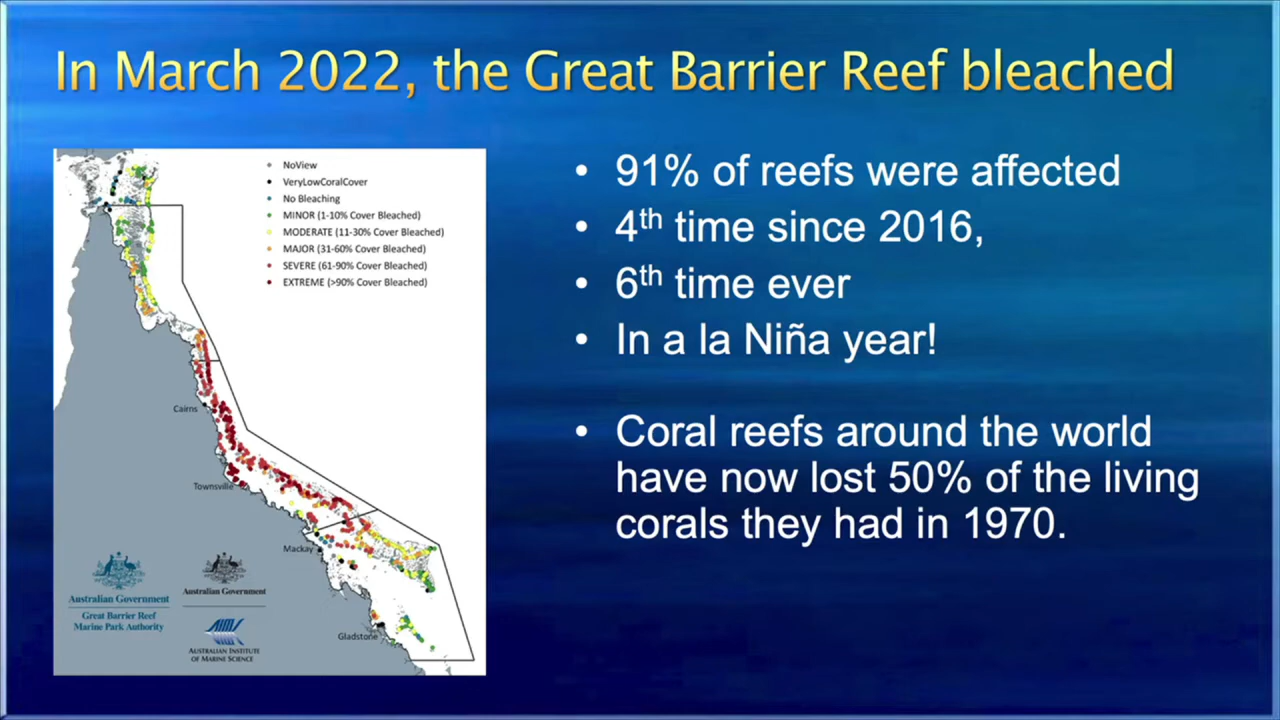 In March 2022, the Great Barrier Reef bleached
NoView
VeryLowCoralCover
No Bleaching
MINOR (1-10% Cover Bleached)
MODERATE (11-30% Cover Bleached)
MAJOR (31-60% Cover Bleached)
SEVERE (61-90% Cover Bleached)
EXTREME (>90% Cover Bleached)
Cairns
Townsville
Mackay
Gladstone
Australian Government
Great Barrier Reef
Marine Park Authority
Australian Government
AIMS
AUSTRALIAN INSTITUTE
OF MARINE SCIENCE
• 91% of reefs were affected
• 4th time since 2016,
• 6th time ever
• In a la Niña year!
• Coral reefs around the world
have now lost 50% of the living
corals they had in 1970.